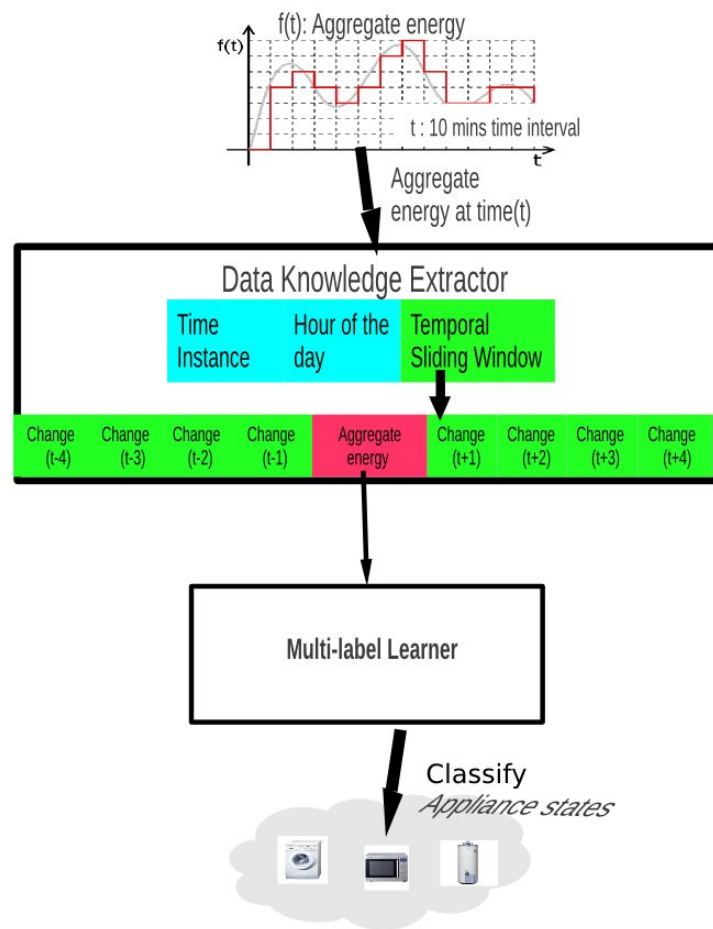 f(t): Aggregate energy
f(t)
t : 10 mins time interval
t
Aggregate
energy at time(t)
Data Knowledge Extractor
Time
Instance
Hour of the
day
Temporal
Sliding Window
Change
(t-4)
Change
(t-3)
Change
(t-2)
Change
(t-1)
Aggregate
energy
Change
(t+1)
Change
(t+2)
Change
(t+3)
Change
(t+4)
Multi-label Learner
Classify
Appliance states